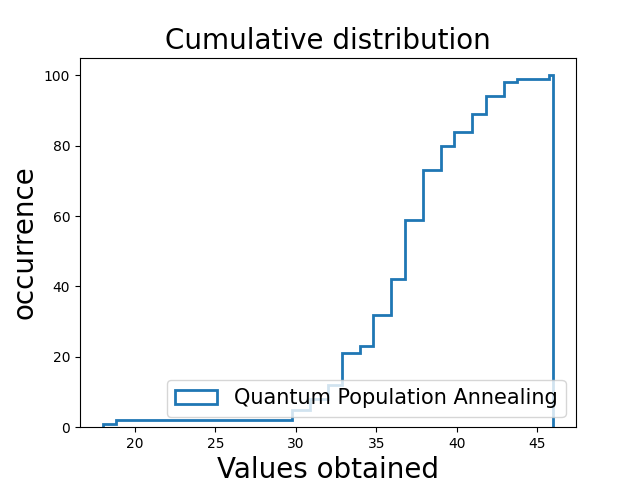 Cumulative distribution
occurrence
100
80
60
40
20
0
Quantum Population Annealing
20 25 30 35 40 45
Values obtained